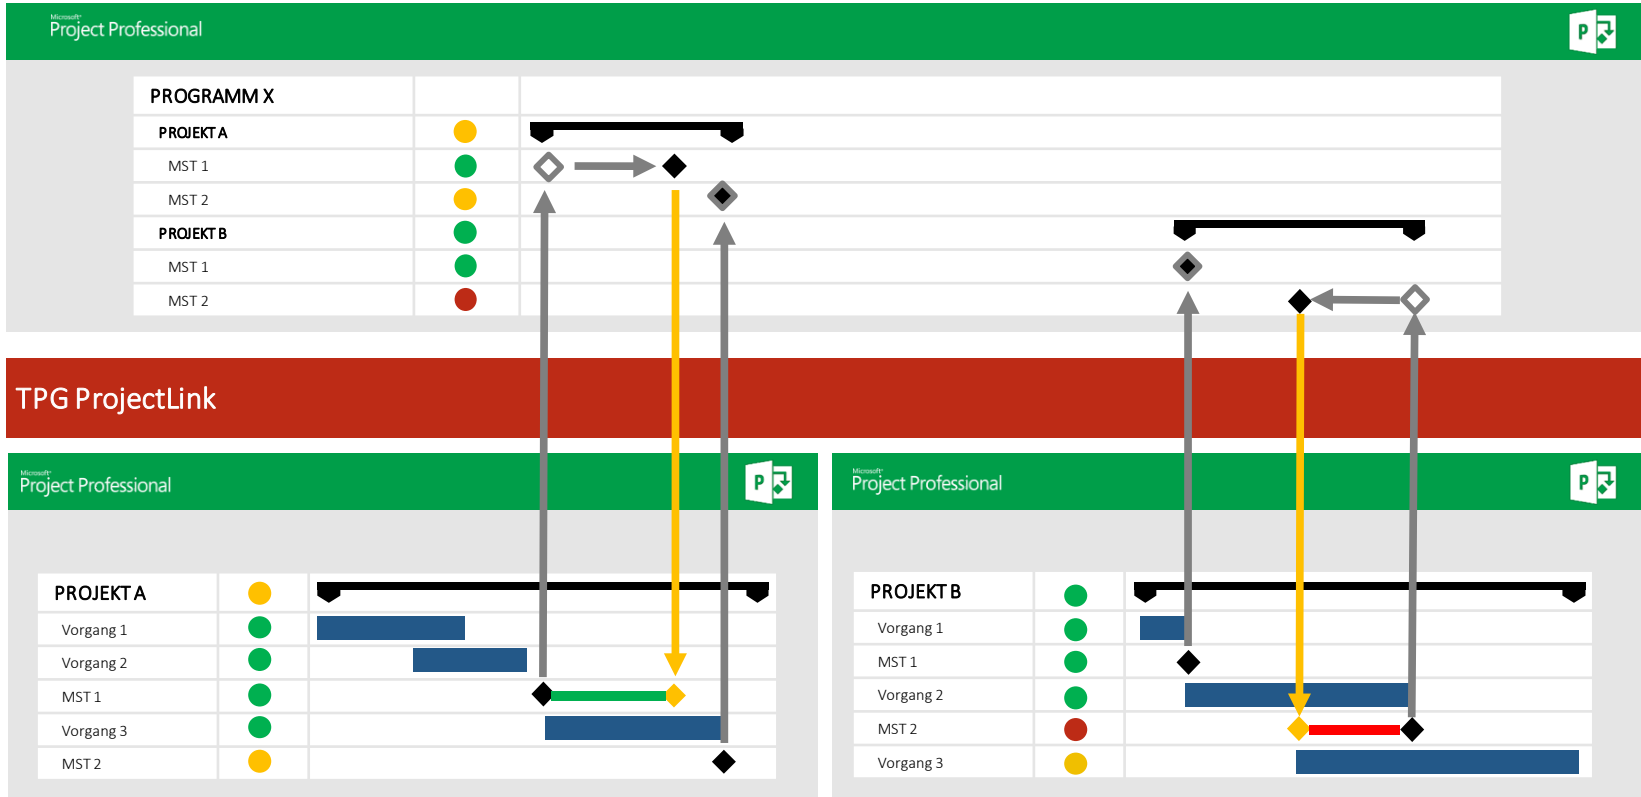 Microsoft®
Project Professional
P
PROGRAMM X
PROJEKT A
MST 1
MST 2
PROJEKT B
MST 1
MST 2
TPG ProjectLink
Microsoft®
Project Professional
P
PROJEKT A
Vorgang 1
Vorgang 2
MST 1
Vorgang 3
MST 2
Microsoft®
Project Professional
P
PROJEKT B
Vorgang 1
MST 1
Vorgang 2
MST 2
Vorgang 3